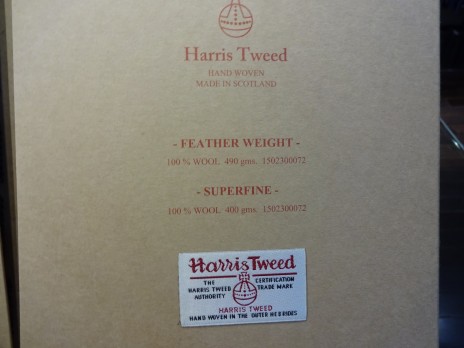 Harris Tweed
HAND WOVEN
MADE IN SCOTLAND
- FEATHER WEIGHT -
100 % WOOL 490 gms. 1502300072
- SUPERFINE -
100 % WOOL 400 gms. 1502300072
Harris Tweed
THE HARRIS TWEED AUTHORITY
CERTIFICATION TRADE MARK
HARRIS TWEED
HAND WOVEN IN THE OUTER HEBRIDES